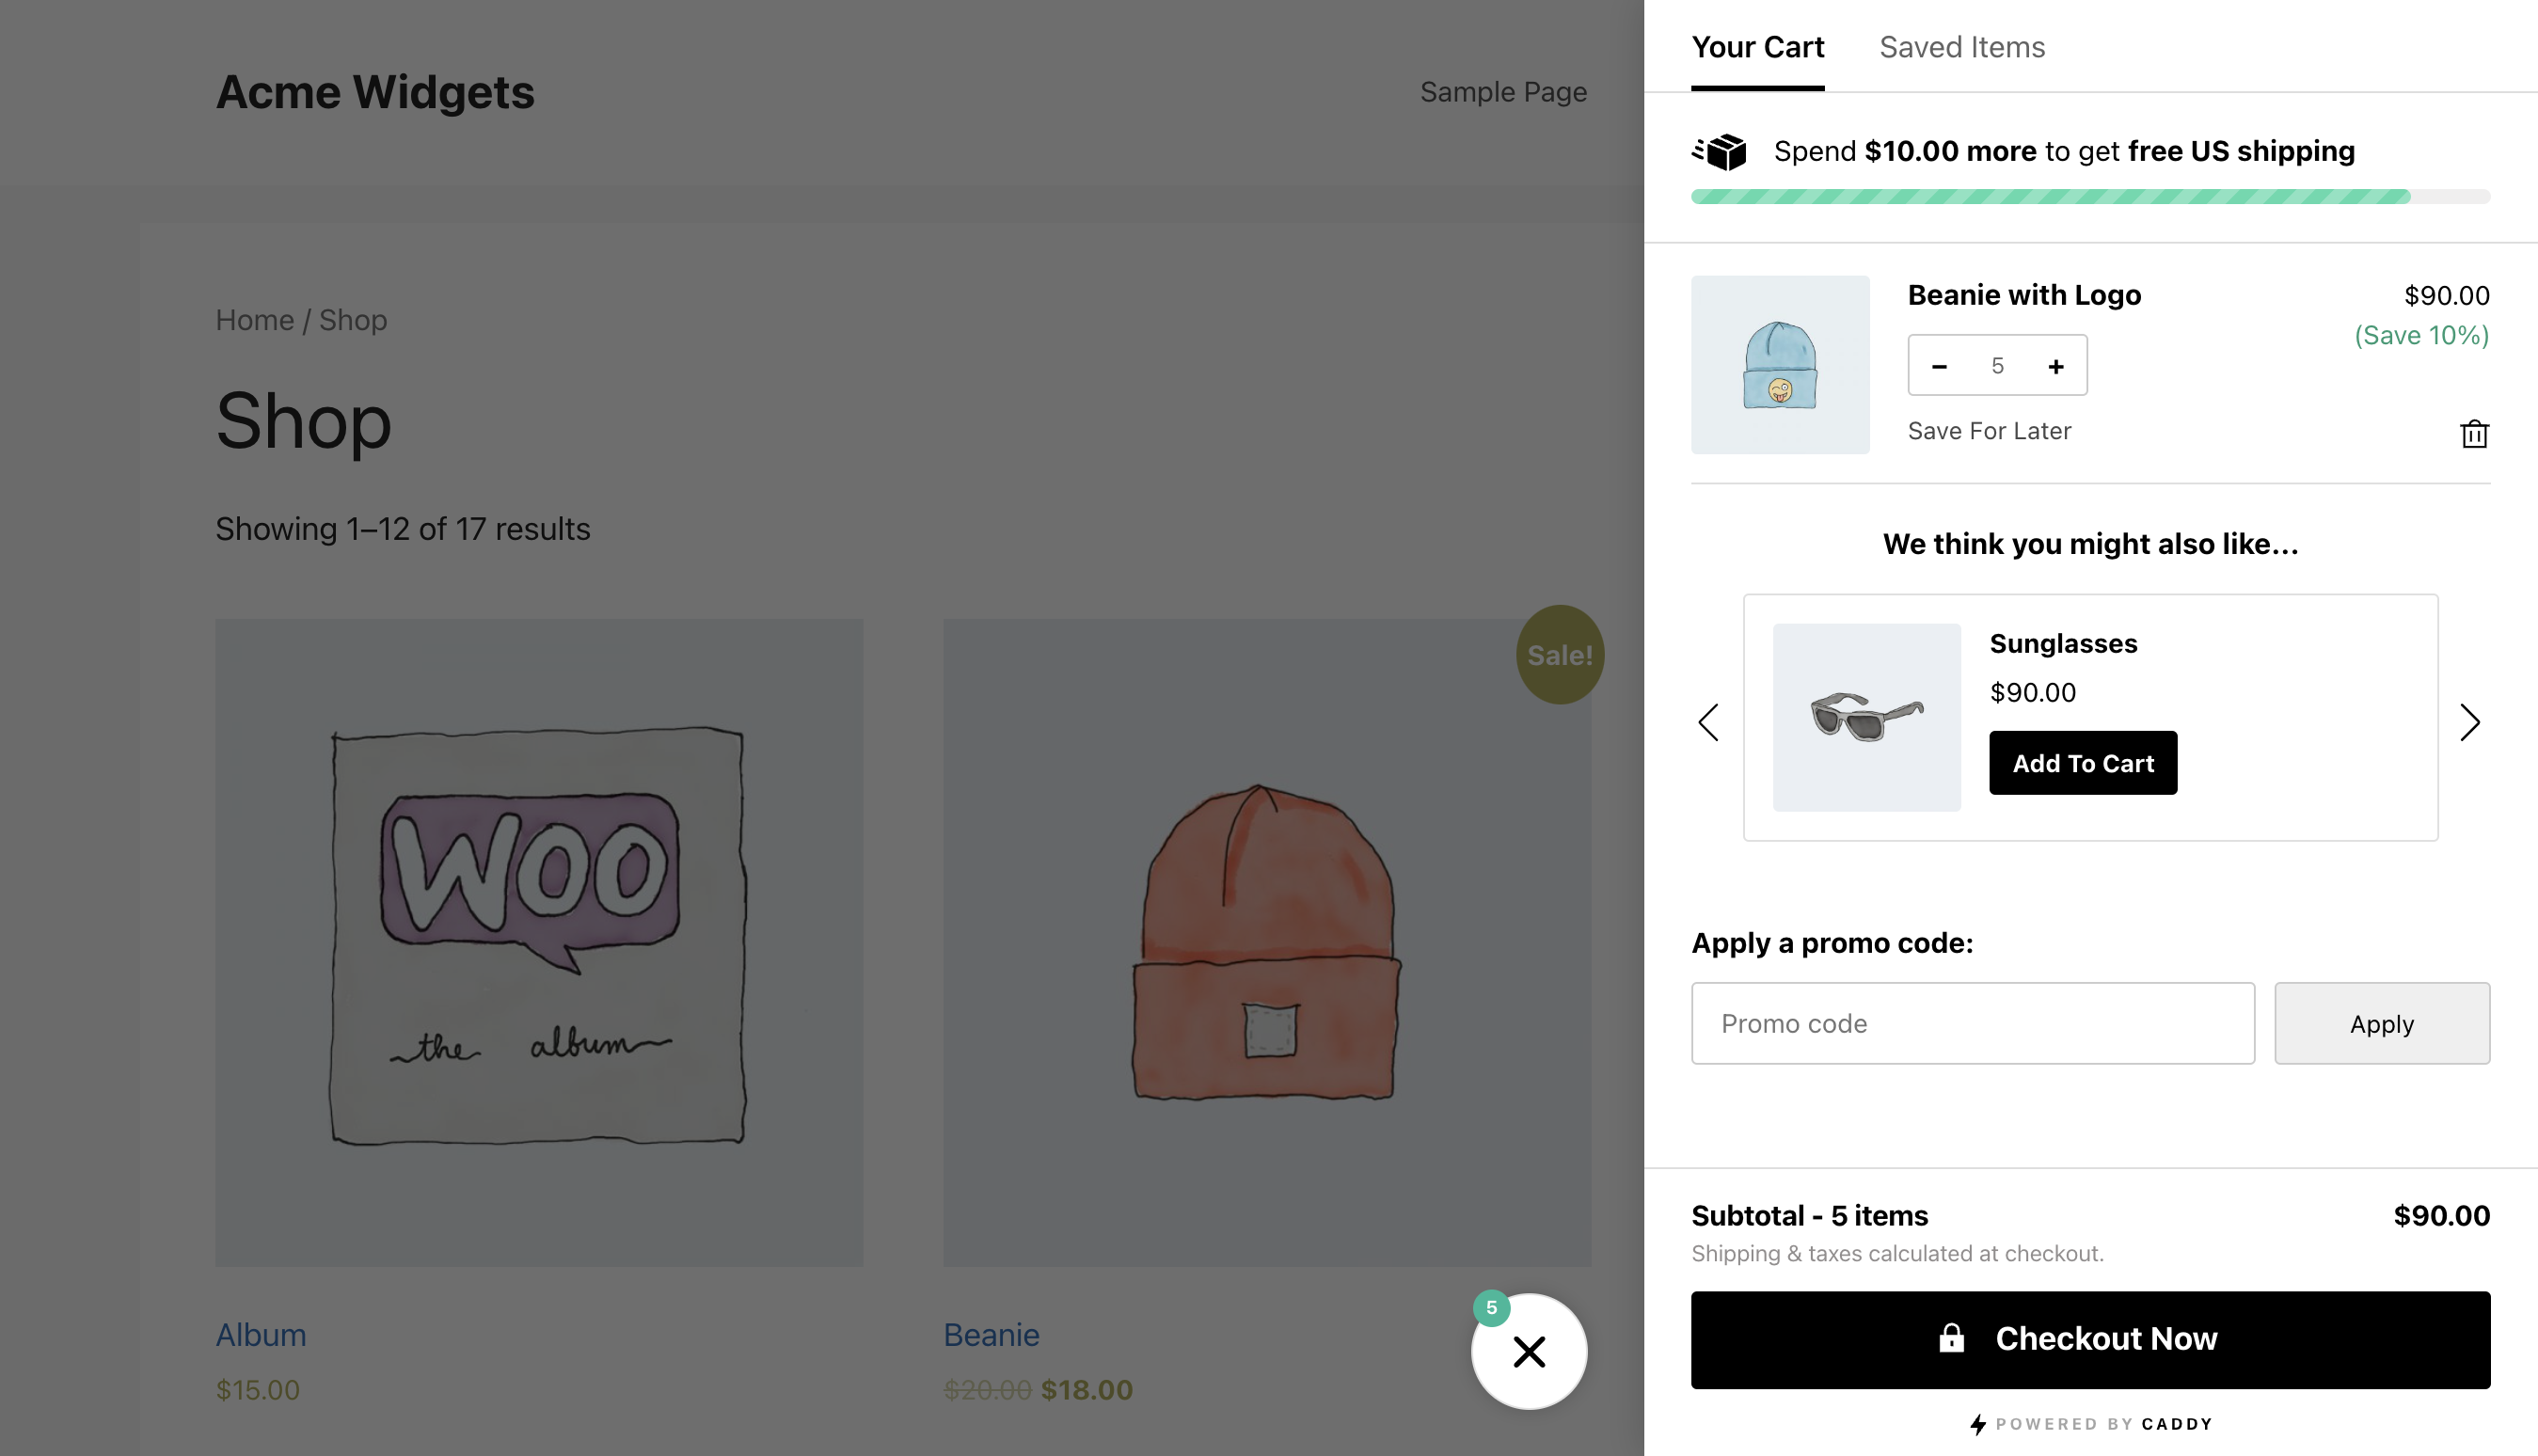 Acme Widgets
Sample Page
Home / Shop
Shop
Showing 1–12 of 17 results
Sale!
WOO
the album
Album
$15.00
Beanie
$20.00 $18.00
5
Your Cart
Saved Items
Spend $10.00 more to get free US shipping
Beanie with Logo
$90.00
(Save 10%)
− 5 +
Save For Later
We think you might also like...
Sunglasses
$90.00
Add To Cart
Apply a promo code:
Promo code
Apply
Subtotal - 5 items
$90.00
Shipping & taxes calculated at checkout.
Checkout Now
POWERED BY CADDY